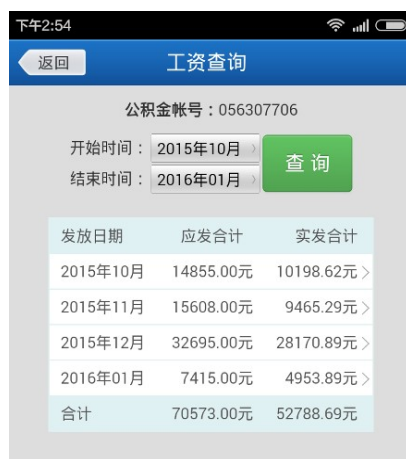 下午2:54
返回 工资查询
公积金帐号：056307706
开始时间： 2015年10月
查询
结束时间： 2016年01月
发放日期 应发合计 实发合计
2015年10月 14855.00元 10198.62元
2015年11月 15608.00元 9465.29元
2015年12月 32695.00元 28170.89元
2016年01月 7415.00元 4953.89元
合计 70573.00元 52788.69元